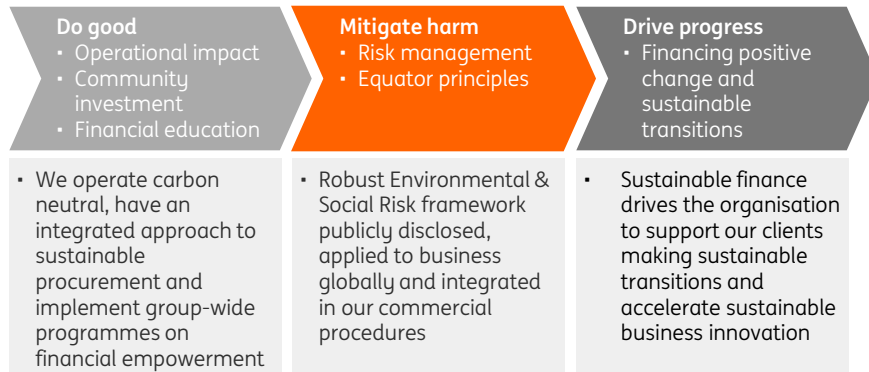 Do good
▪ Operational impact
▪ Community
investment
▪ Financial education
Mitigate harm
▪ Risk management
▪ Equator principles
Drive progress
▪ Financing positive
change and
sustainable
transitions
▪ We operate carbon
neutral, have an
integrated approach to
sustainable
procurement and
implement group-wide
programmes on
financial empowerment
▪ Robust Environmental &
Social Risk framework
publicly disclosed,
applied to business
globally and integrated
in our commercial
procedures
▪ Sustainable finance
drives the organisation
to support our clients
making sustainable
transitions and
accelerate sustainable
business innovation